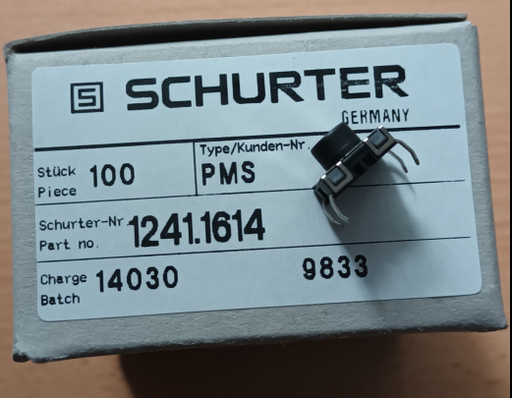 S SCHURTER
GERMANY
Stück
Piece 100
Type/Kunden-Nr.
PMS
Schurter-Nr
Part no. 1241.1614
Charge
Batch 14030 9833